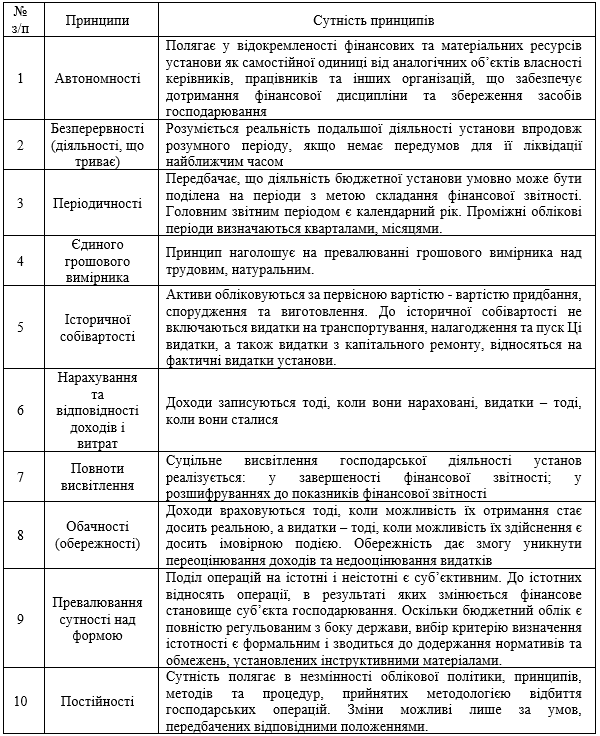 №
з/п
Принципи
Сутність принципів
1
Автономності
Полягає у відокремленості фінансових та матеріальних ресурсів
установи як самостійної одиниці від аналогічних об’єктів власності
керівників, працівників та інших організацій, що забезпечує
дотримання фінансової дисципліни та збереження засобів
господарювання
2
Безперервності
(діяльності, що
триває)
Розуміється реальність подальшої діяльності установи впродовж
розумного періоду, якщо немає передумов для її ліквідації
найближчим часом
3
Періодичності
Передбачає, що діяльність бюджетної установи умовно може бути
поділена на періоди з метою складання фінансової звітності.
Головним звітним періодом є календарний рік. Проміжні облікові
періоди визначаються кварталами, місяцями.
4
Єдиного
грошового
вимірника
Принцип наголошує на превалюванні грошового вимірника над
трудовим, натуральним.
5
Історичної
собівартості
Активи обліковуються за первісною вартістю - вартістю придбання,
спорудження та виготовлення. До історичної собівартості не
включаються видатки на транспортування, налагодження та пуск Ці
видатки, а також видатки з капітального ремонту, відносяться на
фактичні видатки установи.
6
Нарахування
та
відповідності
доходів і
витрат
Доходи записуються тоді, коли вони нараховані, видатки – тоді,
коли вони сталися
7
Повноти
висвітлення
Суцільне висвітлення господарської діяльності установ
реалізується: у завершеності фінансової звітності; у
розшифруваннях до показників фінансової звітності
8
Обачності
(обережності)
Доходи враховуються тоді, коли можливість їх отримання стає
досить реальною, а видатки – тоді, коли можливість їх здійснення є
досить імовірною подією. Обережність дає змогу уникнути
переоцінювання доходів та недооцінювання видатків
9
Превалювання
сутності над
формою
Поділ операцій на істотні і неістотні є суб’єктивним. До істотних
відносять операції, в результаті яких змінюється фінансове
становище суб’єкта господарювання. Оскільки бюджетний облік є
повністю регульованим з боку держави, вибір критерію визначення
істотності є формальним і зводиться до додержання нормативів та
обмежень, установлених інструктивними матеріалами.
10
Постійності
Сутність полягає в незмінності облікової політики, принципів,
методів та процедур, прийнятих методологією відбиття
господарських операцій. Зміни можливі лише за умов,
передбачених відповідними положеннями.